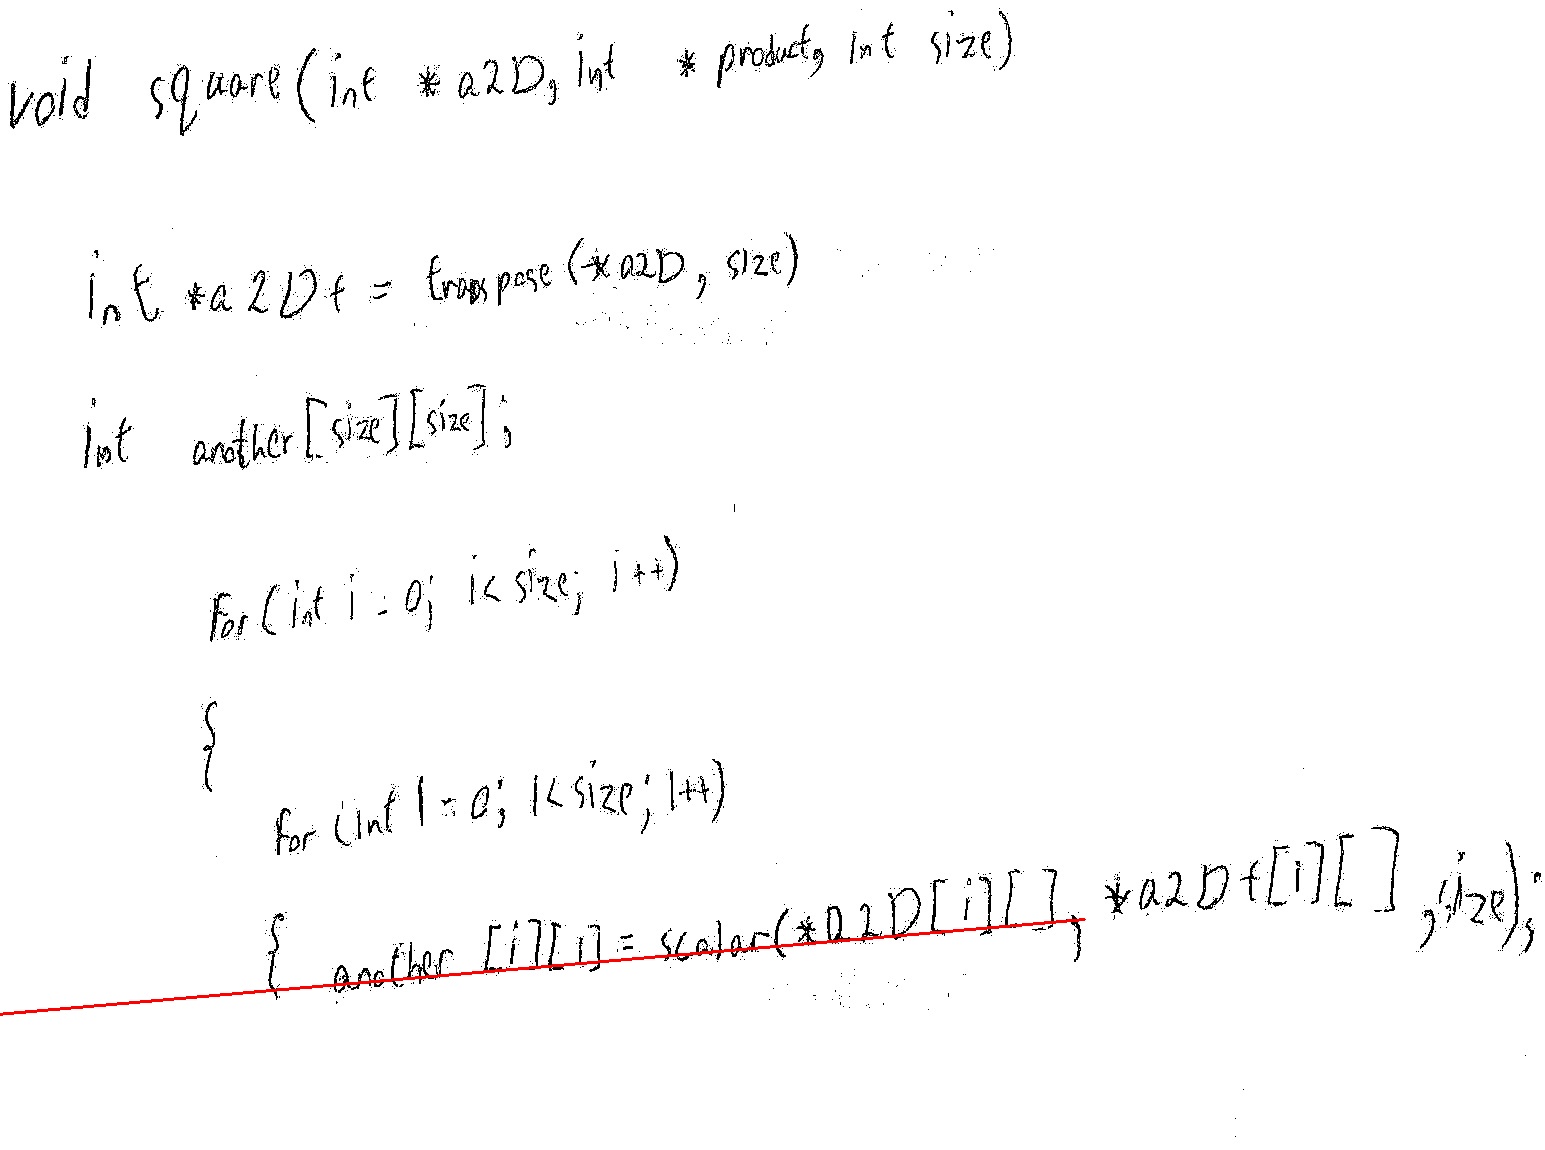 void square(int *a2D, int *product, int size)
int *a2Dt = transpose(*a2D, size)
int another[size][size];
For(int i = 0; i< size; i++)
{
for (int l = 0; l< size; l++)
{ another [i][l] = scalar(*a2D[i][], *a2Dt[l][], size);